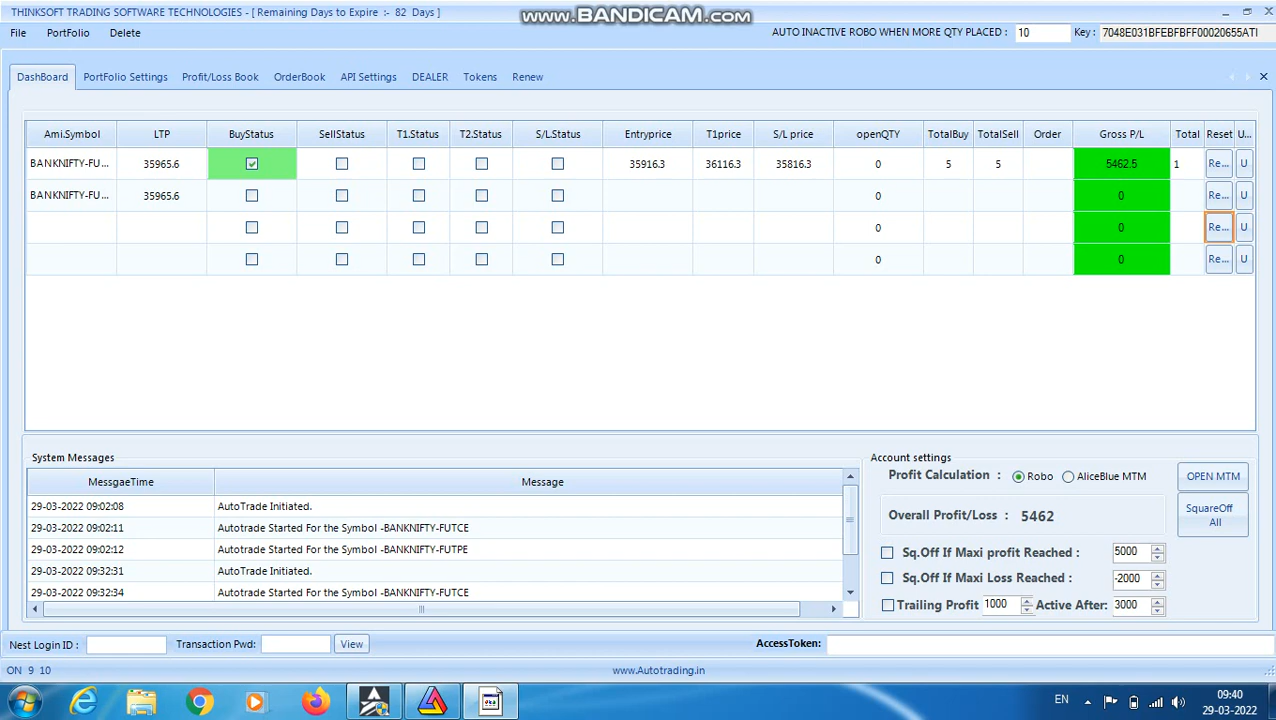 THINKSOFT TRADING SOFTWARE TECHNOLOGIES - [ Remaining Days to Expire :- 82 Days ]
www.BANDICAM.com
File PortFolio Delete
AUTO INACTIVE ROBO WHEN MORE QTY PLACED : 10 Key : 7048E031BFEBFBFF00020655ATI
DashBoard PortFolio Settings Profit/Loss Book OrderBook API Settings DEALER Tokens Renew
Ami.Symbol LTP BuyStatus SellStatus T1.Status T2.Status S/L.Status Entryprice T1price S/L price openQTY TotalBuy TotalSell Order Gross P/L Total Reset U...
BANKNIFTY-FU... 35965.6 35916.3 36116.3 35816.3 0 5 5 5462.5 1 Re... U
BANKNIFTY-FU... 35965.6 0 0 Re... U
0 0 Re... U
0 0 Re... U
System Messages
MessgaeTime Message
29-03-2022 09:02:08 AutoTrade Initiated.
29-03-2022 09:02:11 Autotrade Started For the Symbol -BANKNIFTY-FUTCE
29-03-2022 09:02:12 Autotrade Started For the Symbol -BANKNIFTY-FUTPE
29-03-2022 09:32:31 AutoTrade Initiated.
29-03-2022 09:32:34 Autotrade Started For the Symbol -BANKNIFTY-FUTCE
Account settings
Profit Calculation : Robo AliceBlue MTM OPEN MTM
Overall Profit/Loss : 5462 SquareOff All
Sq.Off If Maxi profit Reached : 5000
Sq.Off If Maxi Loss Reached : -2000
Trailing Profit 1000 Active After: 3000
Nest Login ID : Transaction Pwd: View AccessToken:
ON 9 10 www.Autotrading.in
EN 09:40
29-03-2022